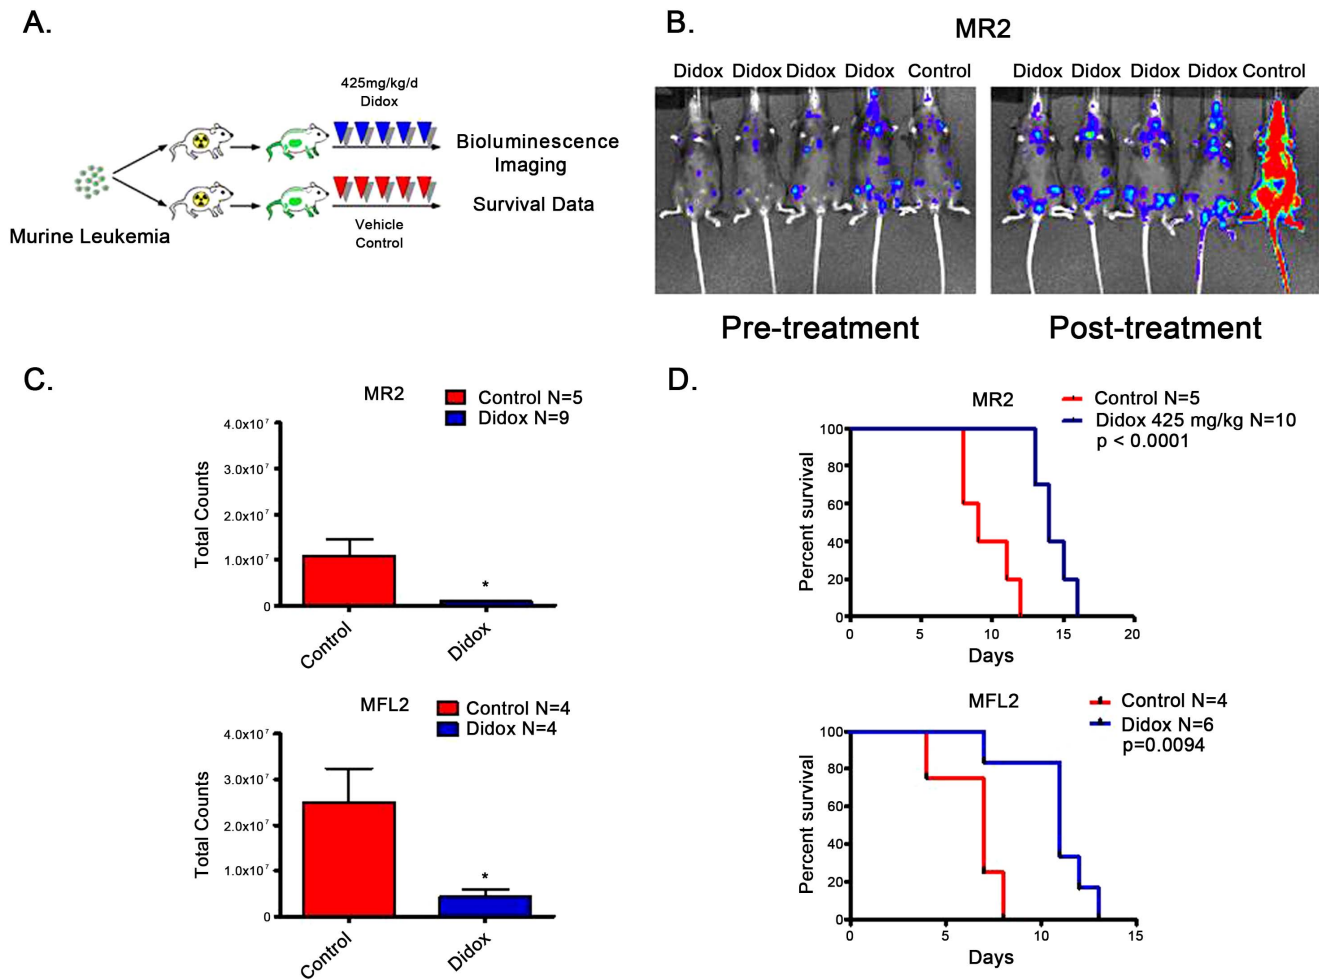 A.
425mg/kg/d
Didox
Murine Leukemia
Vehicle
Control
Bioluminescence
Imaging
Survival Data
B.
MR2
Didox Didox Didox Didox Control
Didox Didox Didox Didox Control
Pre-treatment
Post-treatment
C.
MR2
Control N=5
Didox N=9
Total Counts
4.0x10⁷
3.0x10⁷
2.0x10⁷
1.0x10⁷
0
*
Control
Didox
MFL2
Control N=4
Didox N=4
Total Counts
4.0x10⁷
3.0x10⁷
2.0x10⁷
1.0x10⁷
0
*
Control
Didox
D.
MR2
Control N=5
Didox 425 mg/kg N=10
p < 0.0001
Percent survival
100
80
60
40
20
0
0 5 10 15 20
Days
MFL2
Control N=4
Didox N=6
p=0.0094
Percent survival
100
80
60
40
20
0
0 5 10 15
Days